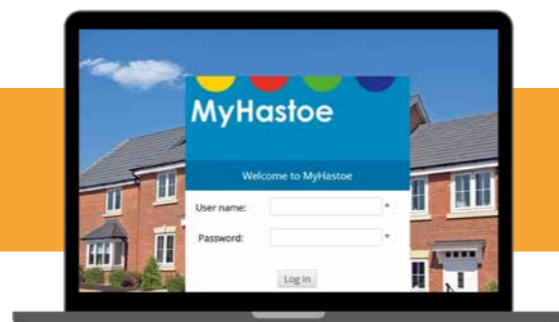 MyHastoe
Welcome to MyHastoe
User name: *
Password: *
Log in